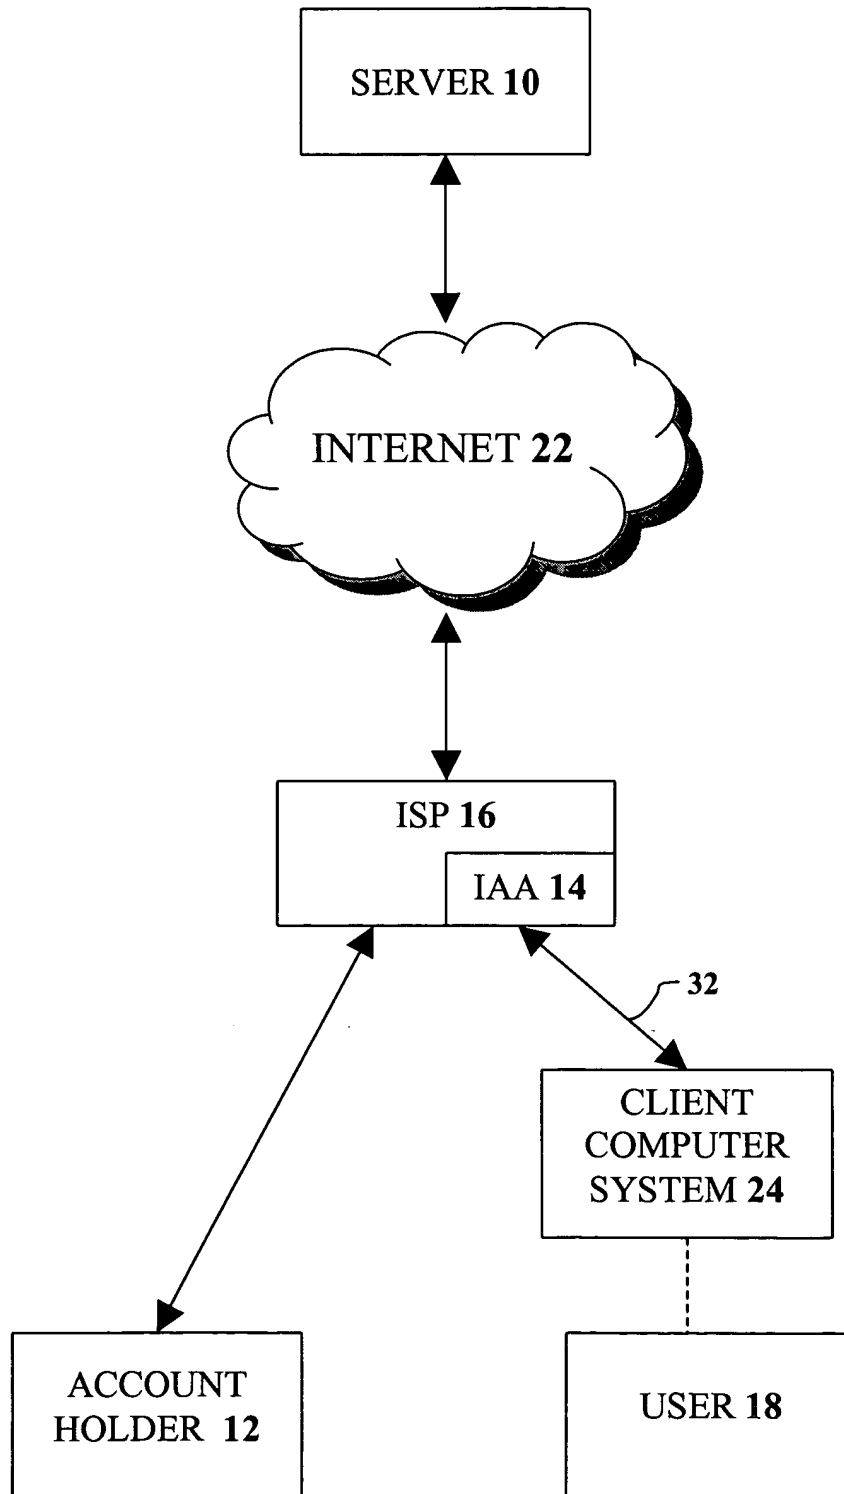 SERVER 10
INTERNET 22
ISP 16
IAA 14
32
CLIENT
COMPUTER
SYSTEM 24
ACCOUNT
HOLDER 12
USER 18